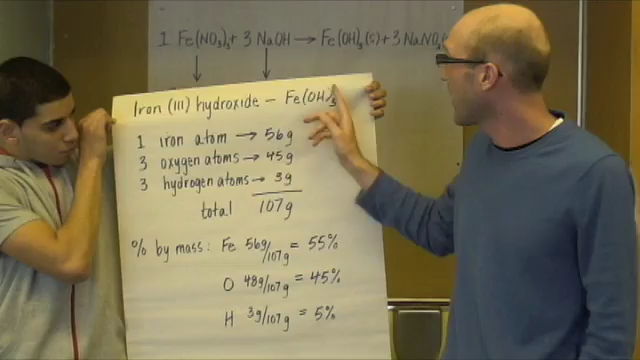 1 Fe(NO₃)₃ + 3 NaOH → Fe(OH)₃(s) + 3 NaNO₃
Iron (III) hydroxide – Fe(OH)₃
1 iron atom → 56g
3 oxygen atoms → 45g
3 hydrogen atoms → 3g
total 107g
% by mass: Fe 56g/107g = 55%
O 48g/107g = 45%
H 3g/107g = 5%